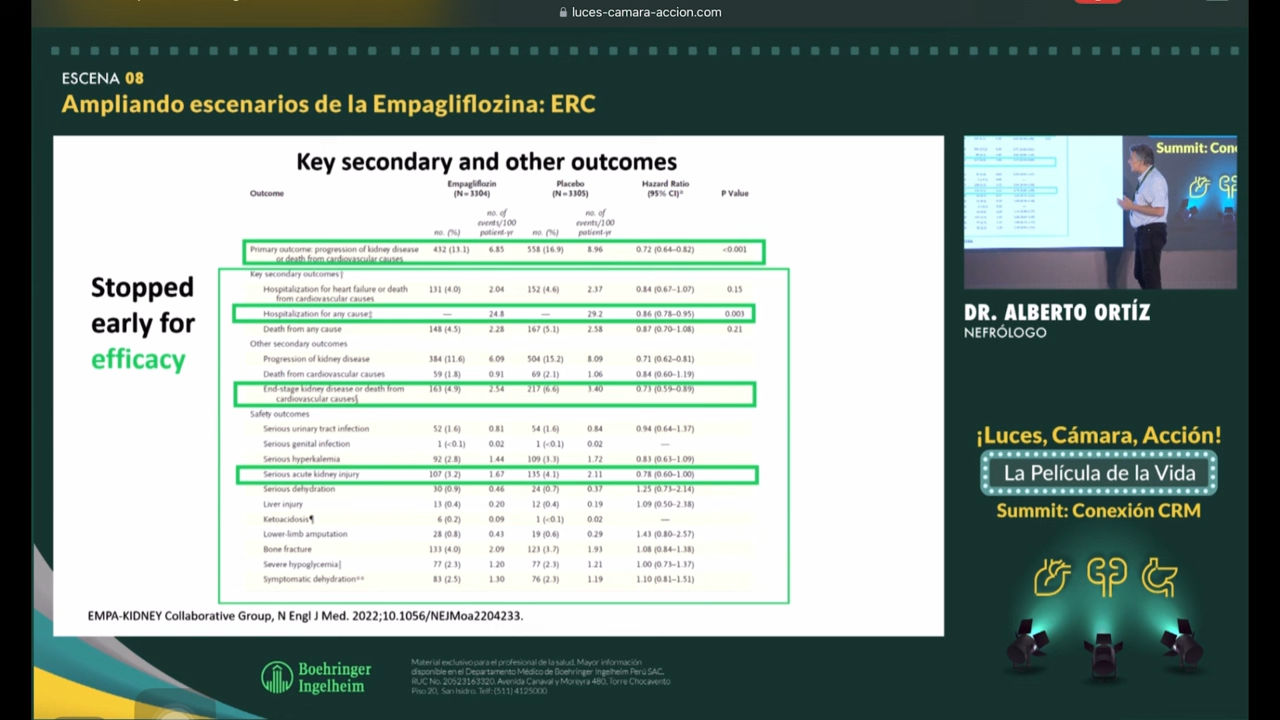 luces-camara-accion.com
ESCENA 08
Ampliando escenarios de la Empagliflozina: ERC
Key secondary and other outcomes
Outcome
Empagliflozin (N=3304)
Placebo (N=3305)
Hazard Ratio (95% CI)*
P Value
no. (%)
no. of events/100 patient-yr
no. (%)
no. of events/100 patient-yr
Primary outcome: progression of kidney disease or death from cardiovascular causes 432 (13.1) 6.85 558 (16.9) 8.96 0.72 (0.64–0.82) <0.001
Key secondary outcomes†
Hospitalization for heart failure or death from cardiovascular causes 131 (4.0) 2.04 152 (4.6) 2.37 0.84 (0.67–1.07) 0.15
Hospitalization for any cause‡ — 24.8 — 29.2 0.86 (0.78–0.95) 0.003
Death from any cause 148 (4.5) 2.28 167 (5.1) 2.58 0.87 (0.70–1.08) 0.21
Other secondary outcomes
Progression of kidney disease 384 (11.6) 6.09 504 (15.2) 8.09 0.71 (0.62–0.81)
Death from cardiovascular causes 59 (1.8) 0.91 69 (2.1) 1.06 0.84 (0.60–1.19)
End-stage kidney disease or death from cardiovascular causes§ 163 (4.9) 2.54 217 (6.6) 3.40 0.73 (0.59–0.89)
Safety outcomes
Serious urinary tract infection 52 (1.6) 0.81 54 (1.6) 0.84 0.94 (0.64–1.37)
Serious genital infection 1 (<0.1) 0.02 1 (<0.1) 0.02 —
Serious hyperkalemia 92 (2.8) 1.44 109 (3.3) 1.72 0.83 (0.63–1.09)
Serious acute kidney injury 107 (3.2) 1.67 135 (4.1) 2.11 0.78 (0.60–1.00)
Serious dehydration 30 (0.9) 0.46 24 (0.7) 0.37 1.25 (0.73–2.14)
Liver injury 13 (0.4) 0.20 12 (0.4) 0.19 1.09 (0.50–2.38)
Ketoacidosis¶ 6 (0.2) 0.09 1 (<0.1) 0.02 —
Lower-limb amputation 28 (0.8) 0.43 19 (0.6) 0.29 1.43 (0.80–2.57)
Bone fracture 133 (4.0) 2.09 123 (3.7) 1.93 1.08 (0.84–1.38)
Severe hypoglycemia‖ 77 (2.3) 1.20 77 (2.3) 1.21 1.00 (0.73–1.37)
Symptomatic dehydration** 83 (2.5) 1.30 76 (2.3) 1.19 1.10 (0.81–1.51)
Stopped
early for
efficacy
EMPA-KIDNEY Collaborative Group, N Engl J Med. 2022;10.1056/NEJMoa2204233.
Summit: Con
DR. ALBERTO ORTÍZ
NEFRÓLOGO
¡Luces, Cámara, Acción!
La Película de la Vida
Summit: Conexión CRM
Boehringer
Ingelheim
Material exclusivo para el profesional de la salud. Mayor información
disponible en el Departamento Médico de Boehringer Ingelheim Perú SAC.
RUC No. 20523163320. Avenida Canaval y Moreyra 480, Torre Chocavento
Piso 20, San Isidro. Telf: (511) 4125000